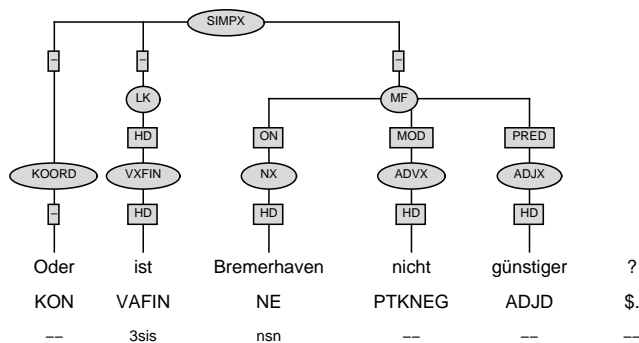 SIMPX
– – –
LK MF
HD ON MOD PRED
KOORD VXFIN NX ADVX ADJX
– HD HD HD HD
Oder ist Bremerhaven nicht günstiger ?
KON VAFIN NE PTKNEG ADJD $.
–– 3sis nsn –– –– ––